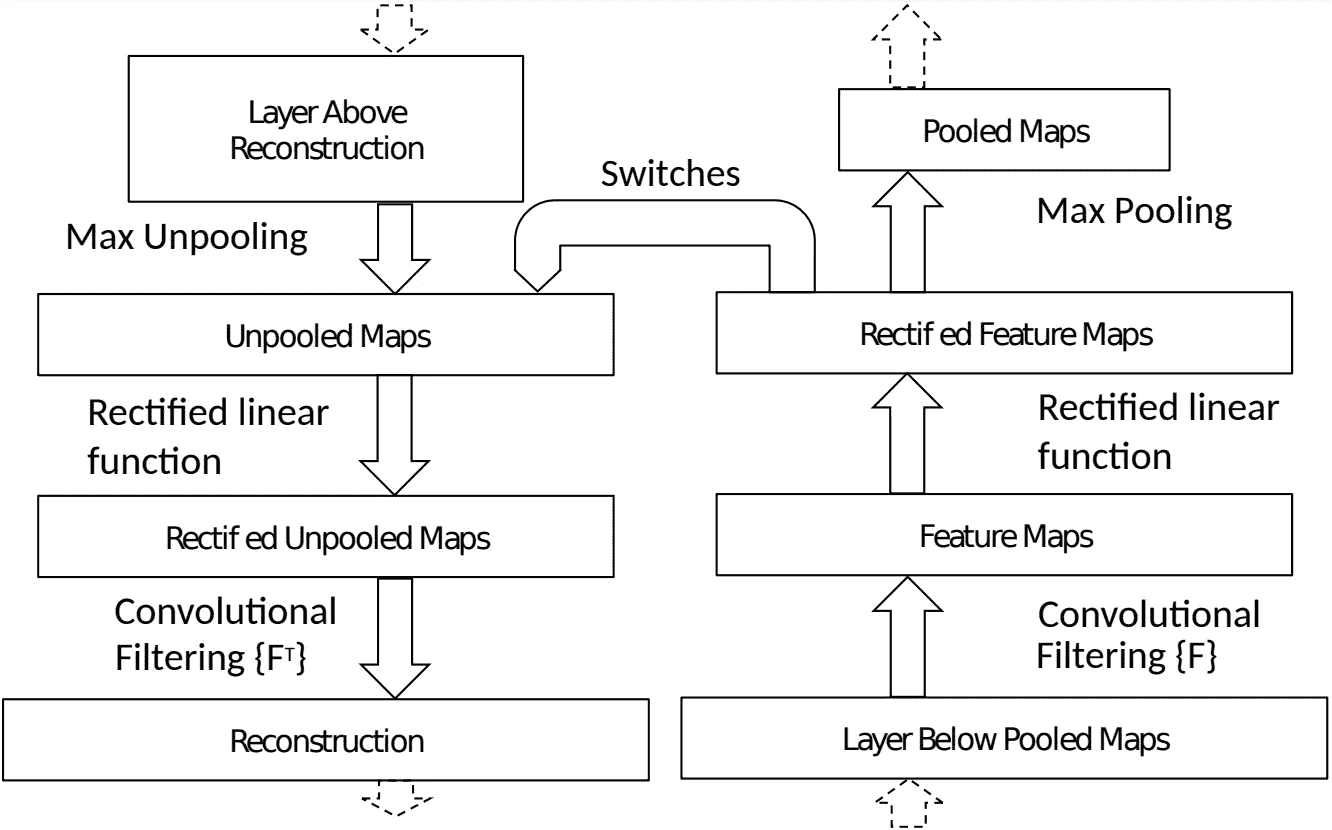 Layer Above
Reconstruction
Max Unpooling
Unpooled Maps
Rectified linear
function
Rectif ed Unpooled Maps
Convolutional
Filtering {Fᵀ}
Reconstruction
Switches
Pooled Maps
Max Pooling
Rectif ed Feature Maps
Rectified linear
function
Feature Maps
Convolutional
Filtering {F}
Layer Below Pooled Maps